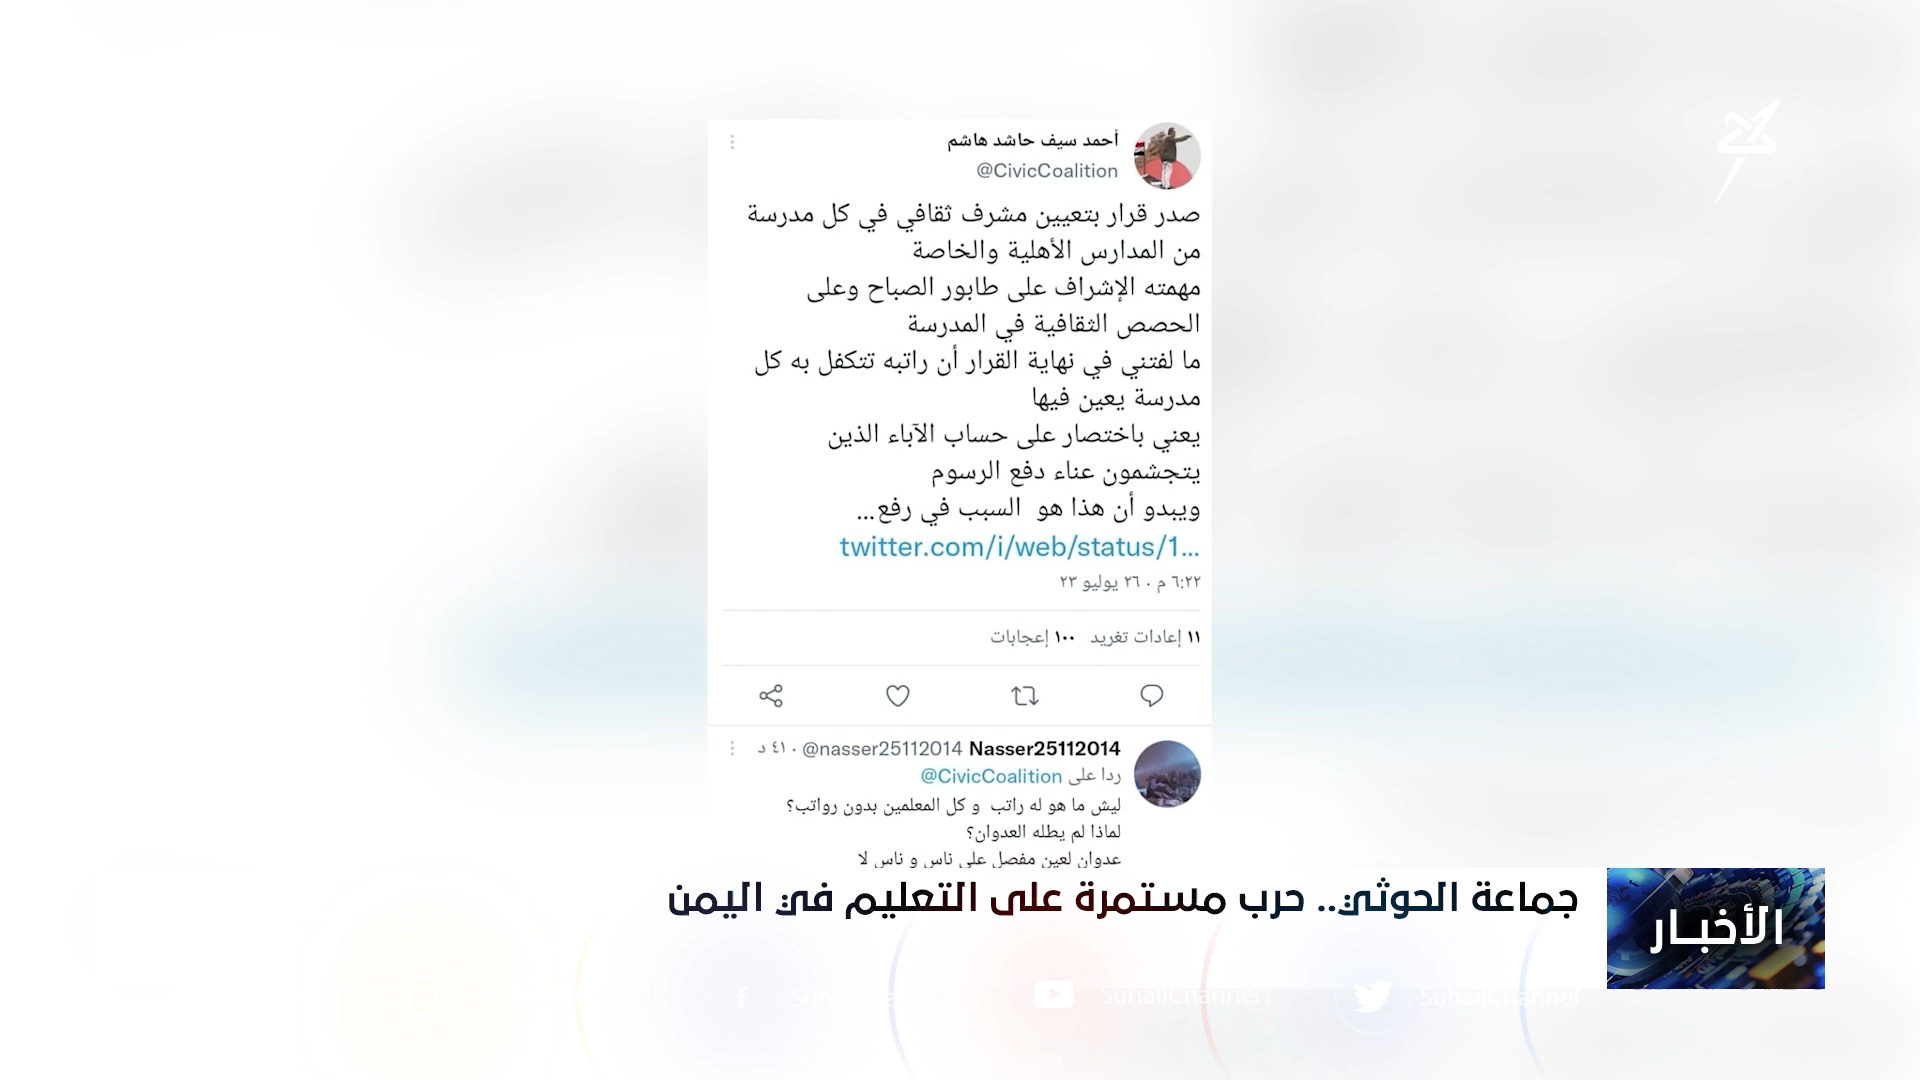 أحمد سيف حاشد هاشم
@CivicCoalition
صدر قرار بتعيين مشرف ثقافي في كل مدرسة
من المدارس الأهلية والخاصة
مهمته الإشراف على طابور الصباح وعلى
الحصص الثقافية في المدرسة
ما لفتني في نهاية القرار أن راتبه تتكفل به كل
مدرسة يعين فيها
يعني باختصار على حساب الآباء الذين
يتجشمون عناء دفع الرسوم
ويبدو أن هذا هو السبب في رفع...
twitter.com/i/web/status/1...
٦:٢٢ م · ٢٦ يوليو ٢٣
١١ إعادات تغريد ١٠٠ إعجابات
Nasser25112014 @nasser25112014 · ٤١ د
ردا على @CivicCoalition
ليش ما هو له راتب و كل المعلمين بدون رواتب؟
لماذا لم يطله العدوان؟
عدوان لعين مفصل على ناس و ناس لا
جماعة الحوثي.. حرب مستمرة على التعليم في اليمن
الأخبار
SuhailChannel
SuhailChannel